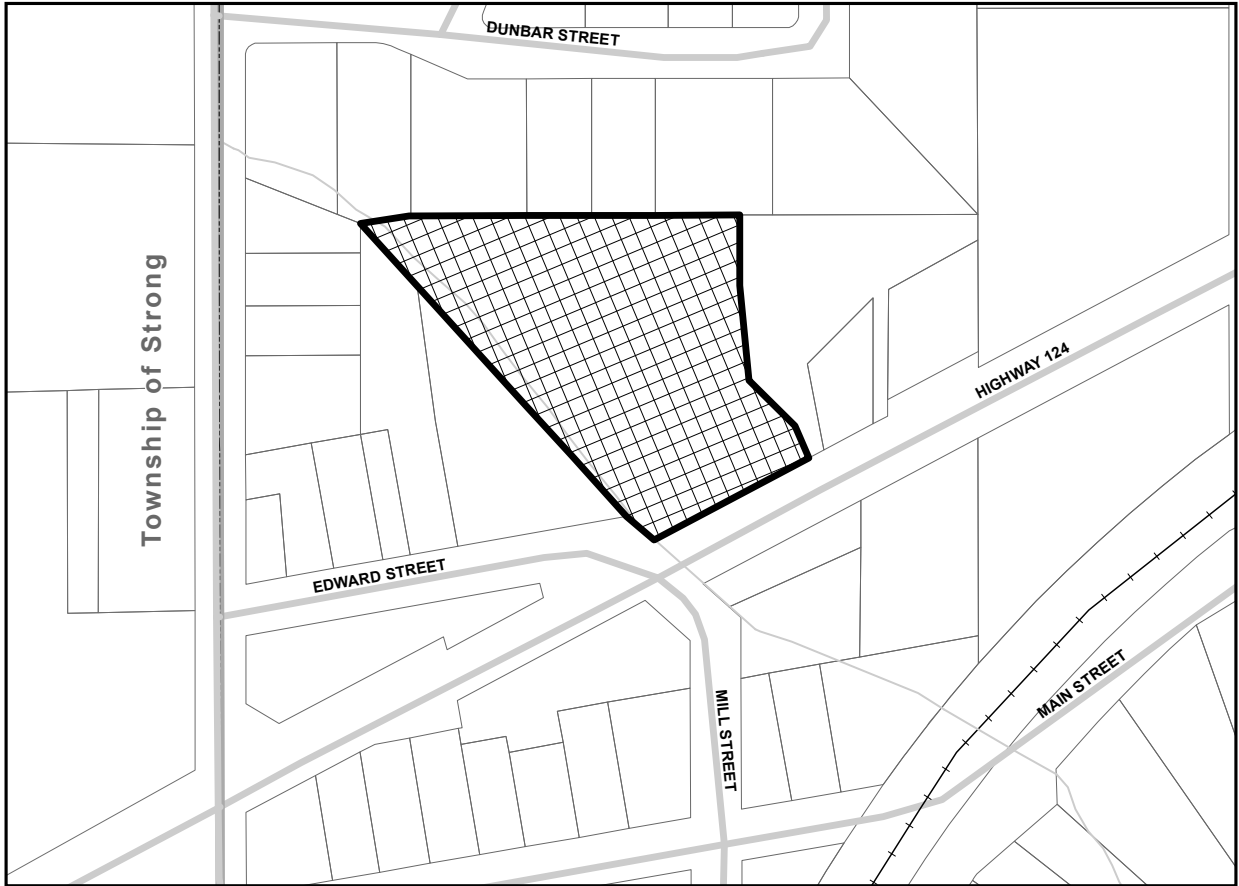 DUNBAR STREET
Township of Strong
HIGHWAY 124
EDWARD STREET
MAIN STREET
MILL STREET